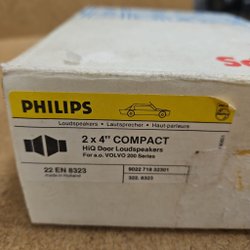 PHILIPS
Loudspeakers - Lautsprecher - Haut-parleurs
2 x 4" COMPACT
HiQ Door Loudspeakers
For e.o. VOLVO 200 Series
22 EN 8323
made in Holland
9022 718 32301
322. 8323